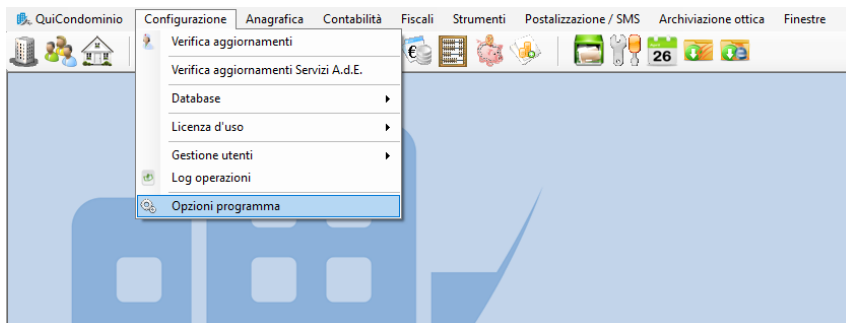 QuiCondominio Configurazione Anagrafica Contabilità Fiscali Strumenti Postalizzazione / SMS Archiviazione ottica Finestre
Verifica aggiornamenti
Verifica aggiornamenti Servizi A.d.E.
Database
Licenza d'uso
Gestione utenti
Log operazioni
Opzioni programma
€
26